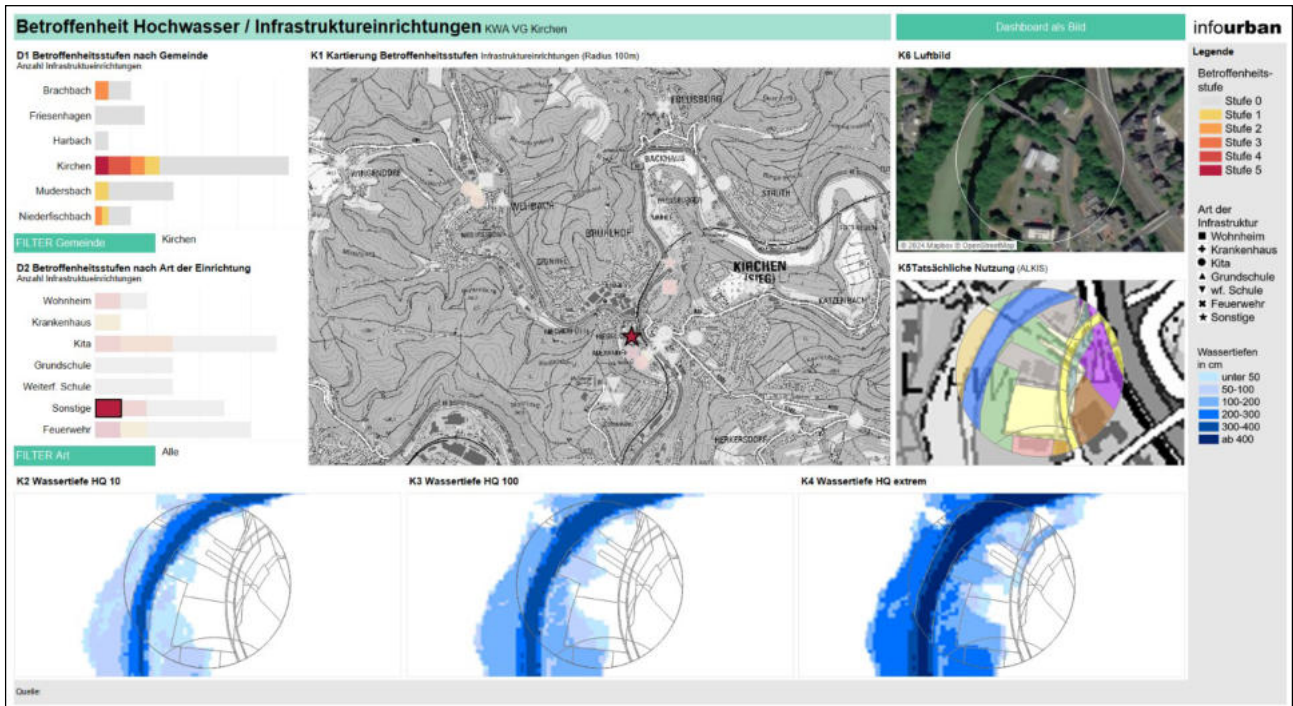 Betroffenheit Hochwasser / Infrastruktureinrichtungen KWA VG Kirchen
Dashboard als Bild
infourban
D1 Betroffenheitsstufen nach Gemeinde
Anzahl Infrastruktueinrichtungen
Brachbach
Friesenhagen
Harbach
Kirchen
Mudersbach
Niederfischbach
FILTER Gemeinde
Kirchen
D2 Betroffenheitsstufen nach Art der Einrichtung
Anzahl Infrastruktueinrichtungen
Wohnheim
Krankenhaus
Kita
Grundschule
Weiterf. Schule
Sonstige
Feuerwehr
FILTER Art
Alle
K1 Kartierung Betroffenheitsstufen Infrastruktureinrichtungen (Radius 100m)
WINGENDORF
WEHBACH
BRÜHLHOF
BACKHAUS
STRUTH
KIRCHEN
(SIEG)
KATZENBACH
HERKERSDORF
K6 Luftbild
© 2024 Mapbox © OpenStreetMap
K5Tatsächliche Nutzung (ALKIS)
Legende
Betroffenheits-
stufe
Stufe 0
Stufe 1
Stufe 2
Stufe 3
Stufe 4
Stufe 5
Art der
Infrastruktur
Wohnheim
Krankenhaus
Kita
Grundschule
wf. Schule
Feuerwehr
Sonstige
Wassertiefen
in cm
unter 50
50-100
100-200
200-300
300-400
ab 400
K2 Wassertiefe HQ 10
K3 Wassertiefe HQ 100
K4 Wassertiefe HQ extrem
Quelle: